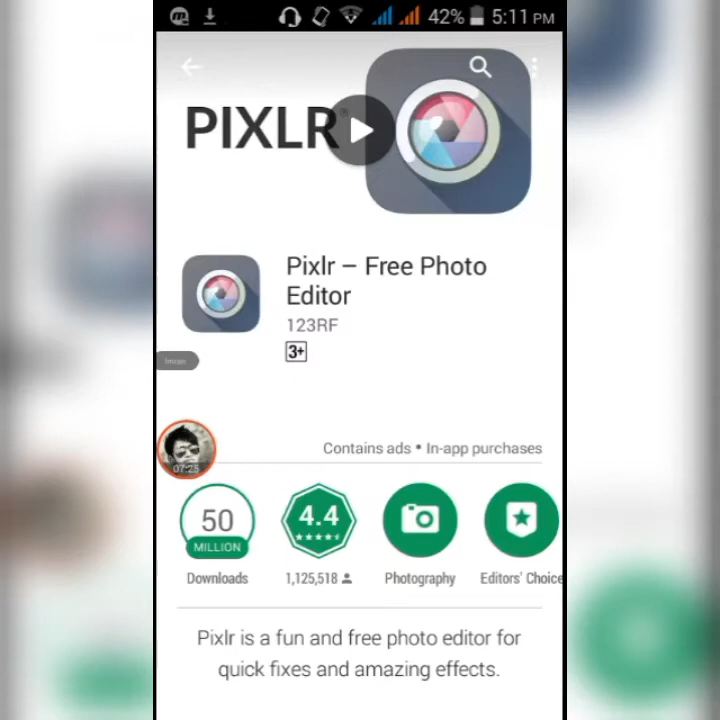 42% 5:11 PM
PIXLR®
Pixlr – Free Photo
Editor
123RF
3+
07:25
Contains ads • In-app purchases
50
MILLION
4.4
Downloads
1,125,518
Photography
Editors' Choice
Pixlr is a fun and free photo editor for
quick fixes and amazing effects.